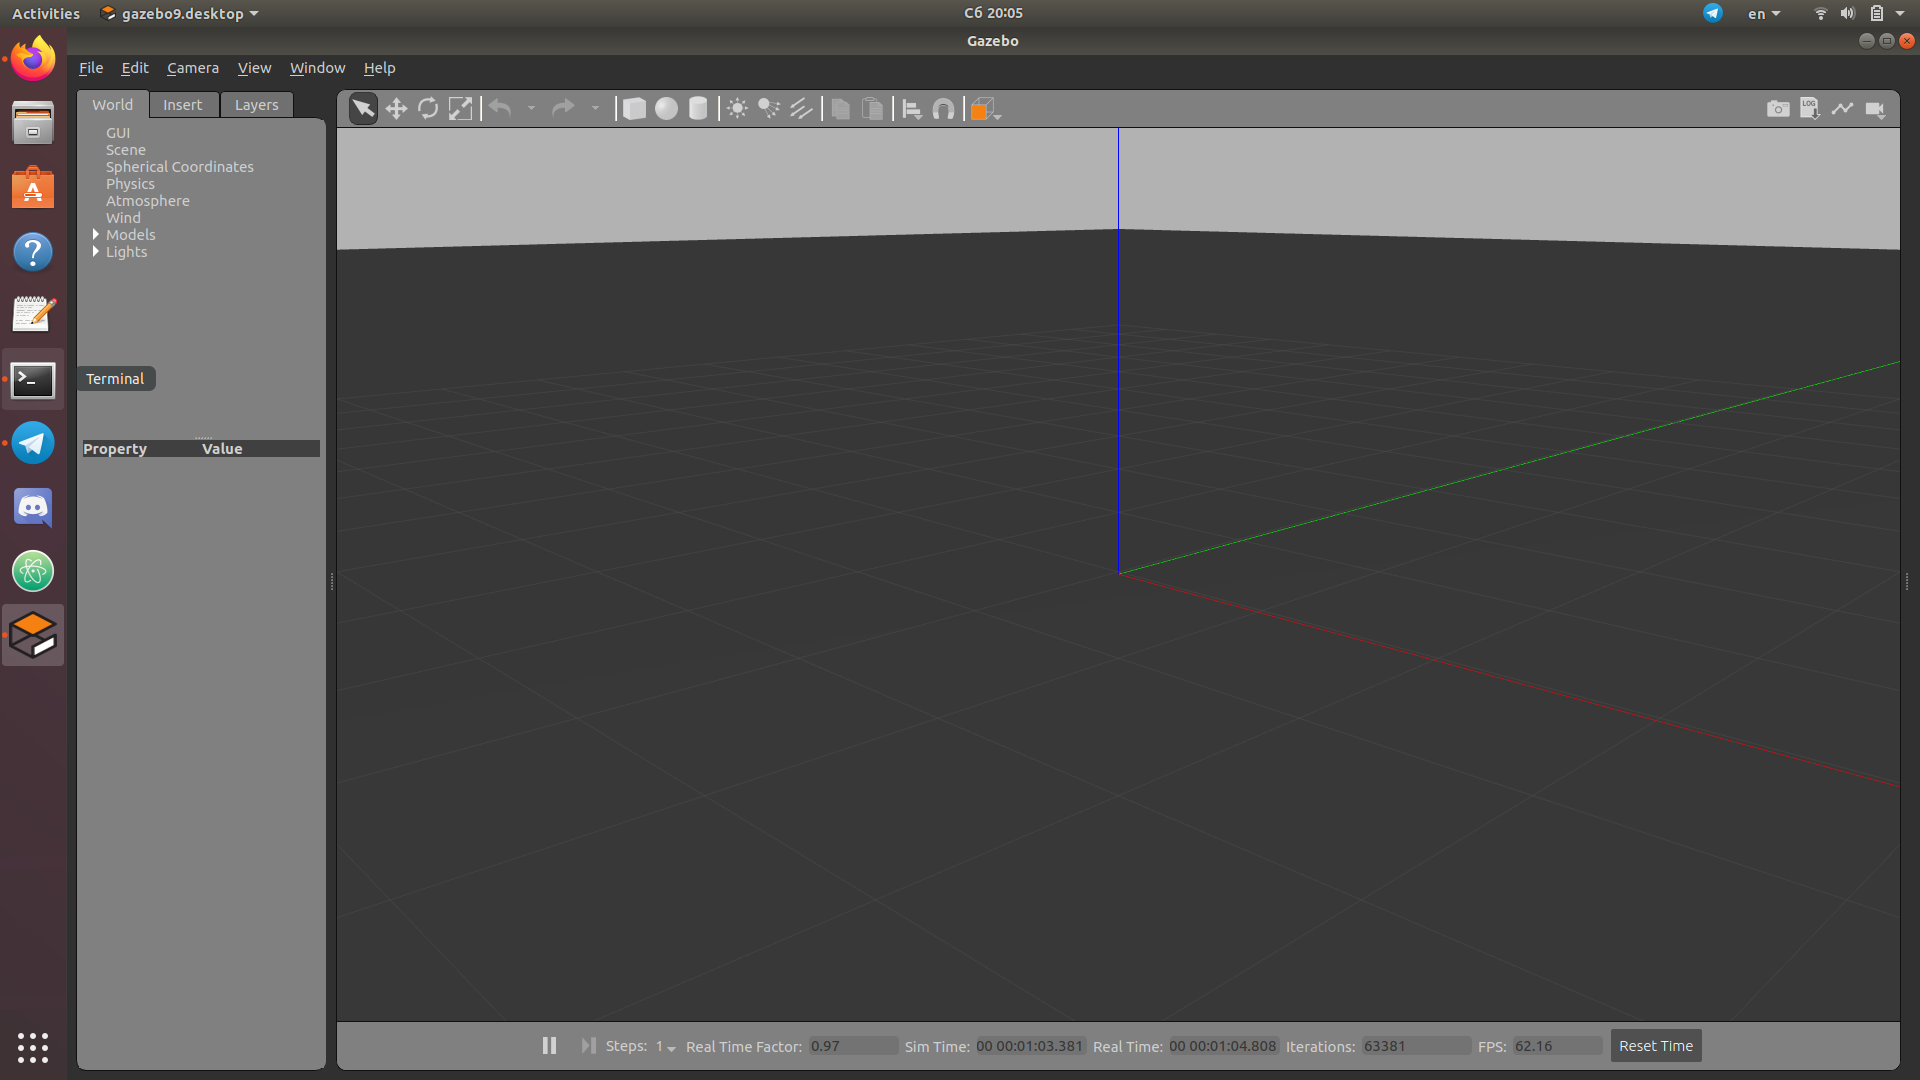 Activities gazebo9.desktop Сб 20:05 en
Gazebo
File Edit Camera View Window Help
World Insert Layers
LOG
GUI
Scene
Spherical Coordinates
Physics
Atmosphere
Wind
Models
Lights
Terminal
Property Value
Steps: 1 Real Time Factor: 0.97 Sim Time: 00 00:01:03.381 Real Time: 00 00:01:04.808 Iterations: 63381 FPS: 62.16 Reset Time